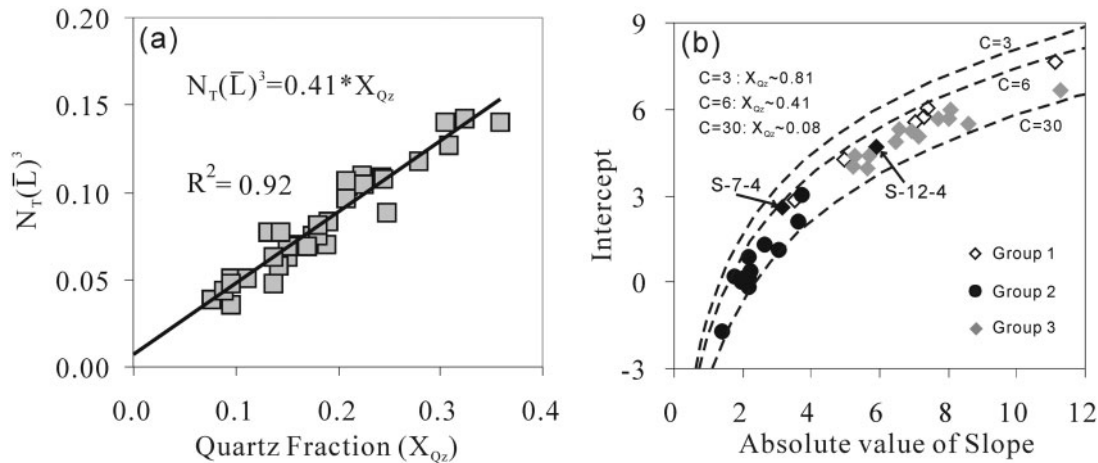 (a)
N_T(L̄)³=0.41*X_Qz
R²= 0.92
0.20
0.15
0.10
0.05
0.00
N_T(L̄)³
0.0 0.1 0.2 0.3 0.4
Quartz Fraction (X_Qz)
(b)
C=3 : X_Qz~0.81
C=6: X_Qz~0.41
C=30: X_Qz~0.08
C=3
C=6
C=30
S-7-4
S-12-4
Group 1
Group 2
Group 3
9
6
3
0
-3
Intercept
0 2 4 6 8 10 12
Absolute value of Slope